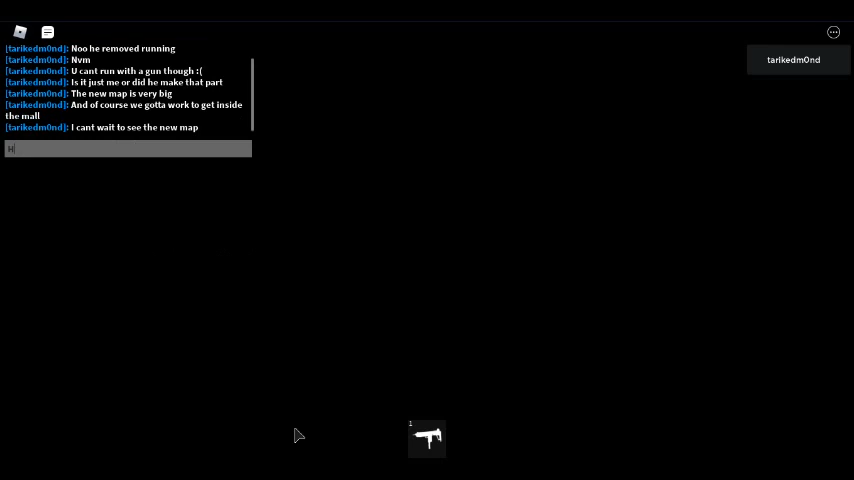 [tarikedm0nd]: Noo he removed running
[tarikedm0nd]: Nvm
[tarikedm0nd]: U cant run with a gun though :(
[tarikedm0nd]: Is it just me or did he make that part
[tarikedm0nd]: The new map is very big
[tarikedm0nd]: And of course we gotta work to get inside
the mall
[tarikedm0nd]: I cant wait to see the new map
H
tarikedm0nd
1